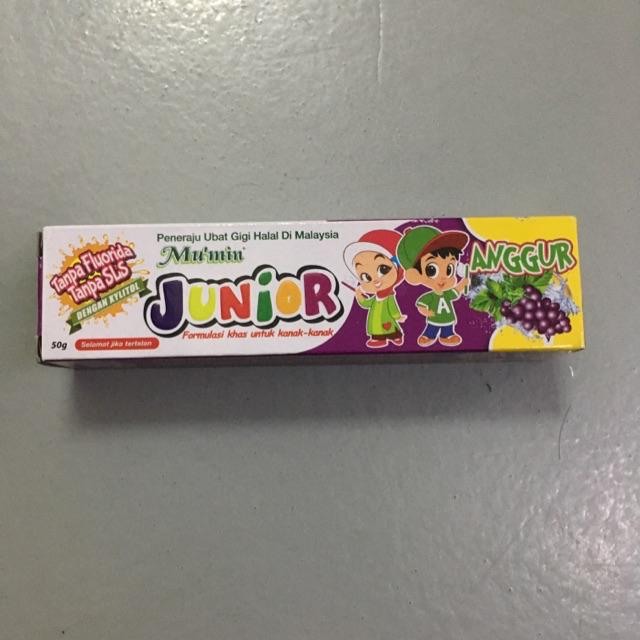 Peneraju Ubat Gigi Halal Di Malaysia
Mu'min
JUNIOR
Formulasi khas untuk kanak-kanak
Tanpa Fluorida
Tanpa SLS
DENGAN XYLITOL
50g
Selamat jika tertelan
A
ANGGUR